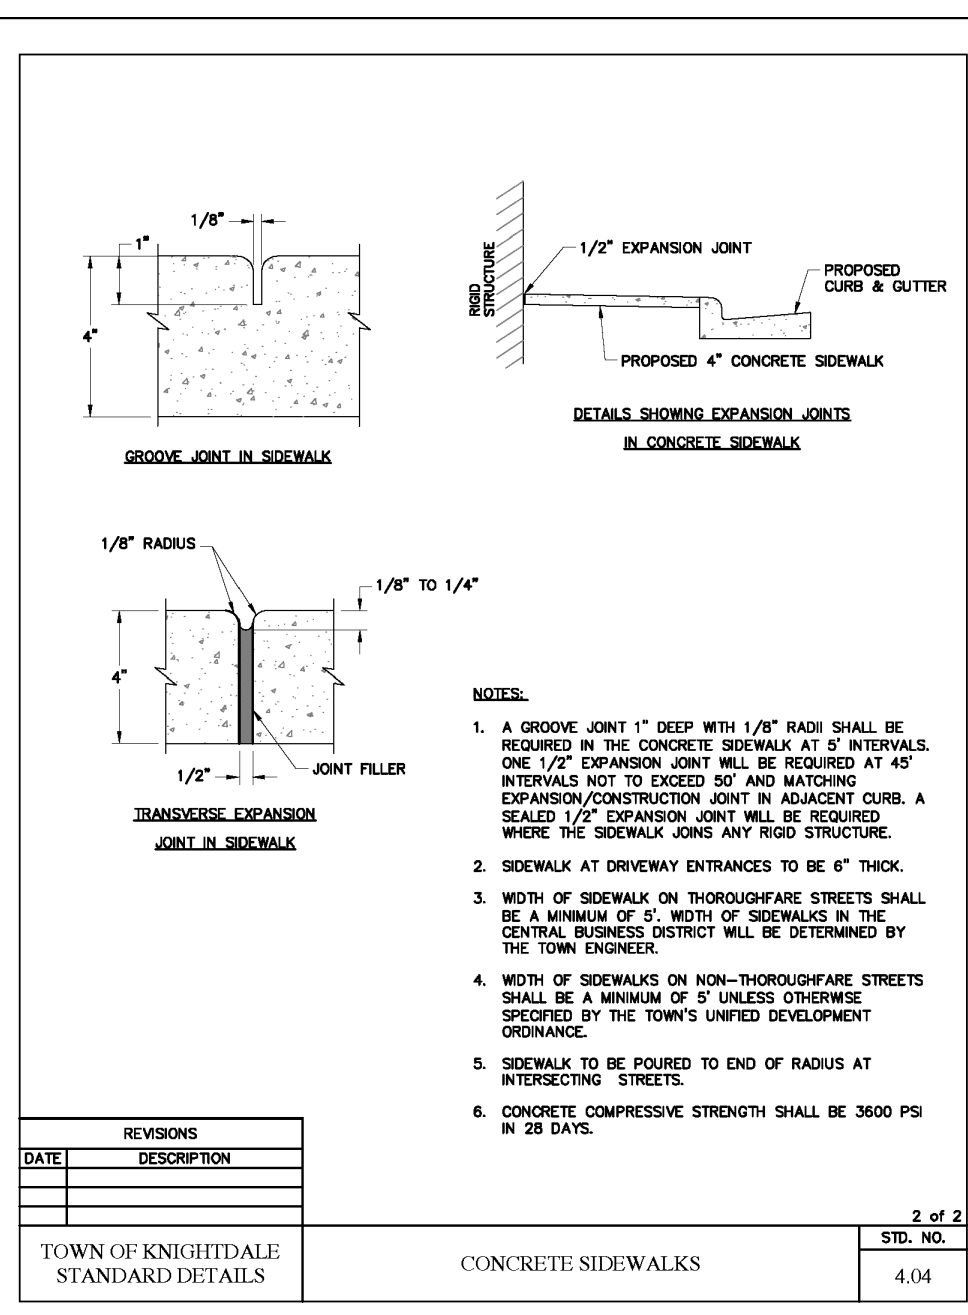 1/8"
1"
4"
GROOVE JOINT IN SIDEWALK
RIGID
STRUCTURE
1/2" EXPANSION JOINT
PROPOSED
CURB & GUTTER
PROPOSED 4" CONCRETE SIDEWALK
DETAILS SHOWING EXPANSION JOINTS
IN CONCRETE SIDEWALK
1/8" RADIUS
1/8" TO 1/4"
4"
1/2"
JOINT FILLER
TRANSVERSE EXPANSION
JOINT IN SIDEWALK
NOTES:
1. A GROOVE JOINT 1" DEEP WITH 1/8" RADII SHALL BE
REQUIRED IN THE CONCRETE SIDEWALK AT 5' INTERVALS.
ONE 1/2" EXPANSION JOINT WILL BE REQUIRED AT 45'
INTERVALS NOT TO EXCEED 50' AND MATCHING
EXPANSION/CONSTRUCTION JOINT IN ADJACENT CURB. A
SEALED 1/2" EXPANSION JOINT WILL BE REQUIRED
WHERE THE SIDEWALK JOINS ANY RIGID STRUCTURE.
2. SIDEWALK AT DRIVEWAY ENTRANCES TO BE 6" THICK.
3. WIDTH OF SIDEWALK ON THOROUGHFARE STREETS SHALL
BE A MINIMUM OF 5'. WIDTH OF SIDEWALKS IN THE
CENTRAL BUSINESS DISTRICT WILL BE DETERMINED BY
THE TOWN ENGINEER.
4. WIDTH OF SIDEWALKS ON NON-THOROUGHFARE STREETS
SHALL BE A MINIMUM OF 5' UNLESS OTHERWISE
SPECIFIED BY THE TOWN'S UNIFIED DEVELOPMENT
ORDINANCE.
5. SIDEWALK TO BE POURED TO END OF RADIUS AT
INTERSECTING STREETS.
6. CONCRETE COMPRESSIVE STRENGTH SHALL BE 3600 PSI
IN 28 DAYS.
REVISIONS
DATE DESCRIPTION
2 of 2
TOWN OF KNIGHTDALE
STANDARD DETAILS
CONCRETE SIDEWALKS
STD. NO.
4.04